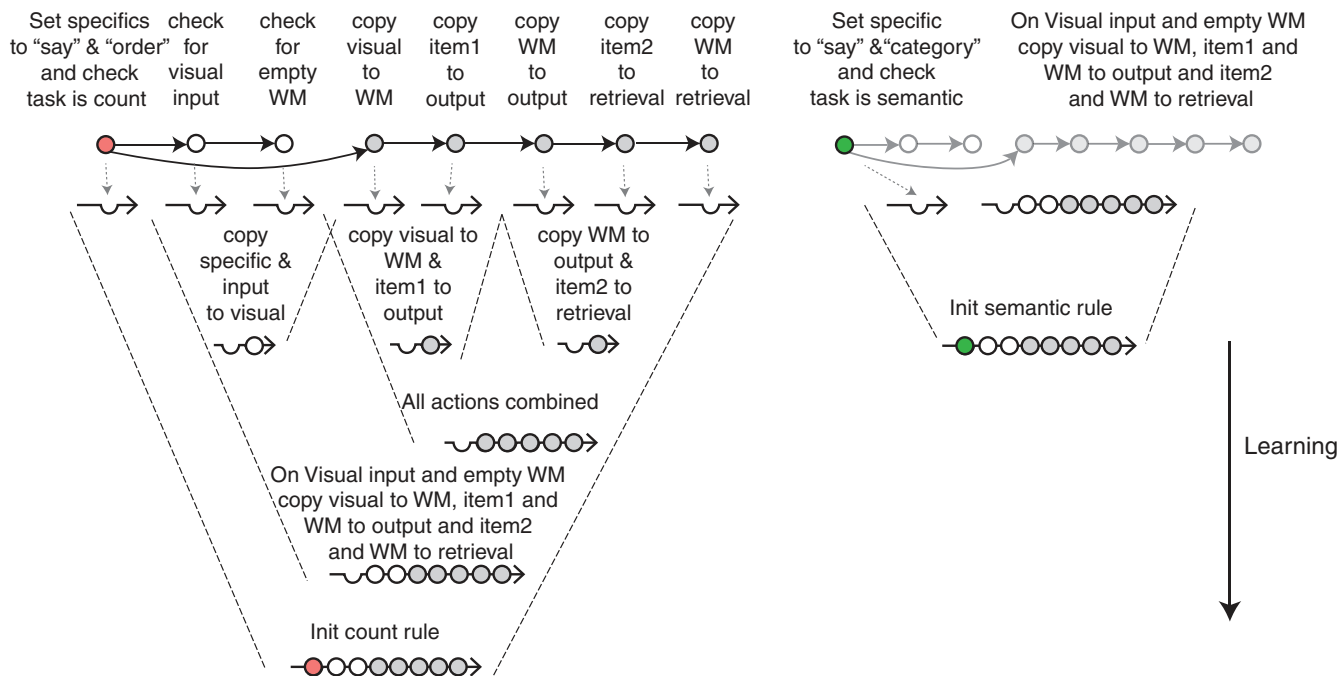 Set specifics
to “say” & “order”
and check
task is count
check
for
visual
input
check
for
empty
WM
copy
visual
to
WM
copy
item1
to
output
copy
WM
to
output
copy
item2
to
retrieval
copy
WM
to
retrieval
Set specific
to “say” &“category”
and check
task is semantic
On Visual input and empty WM
copy visual to WM, item1 and
WM to output and item2
and WM to retrieval
copy
specific &
input
to visual
copy visual to
WM &
item1 to
output
copy WM to
output &
item2 to
retrieval
Init semantic rule
All actions combined
Learning
On Visual input and empty WM
copy visual to WM, item1 and
WM to output and item2
and WM to retrieval
Init count rule